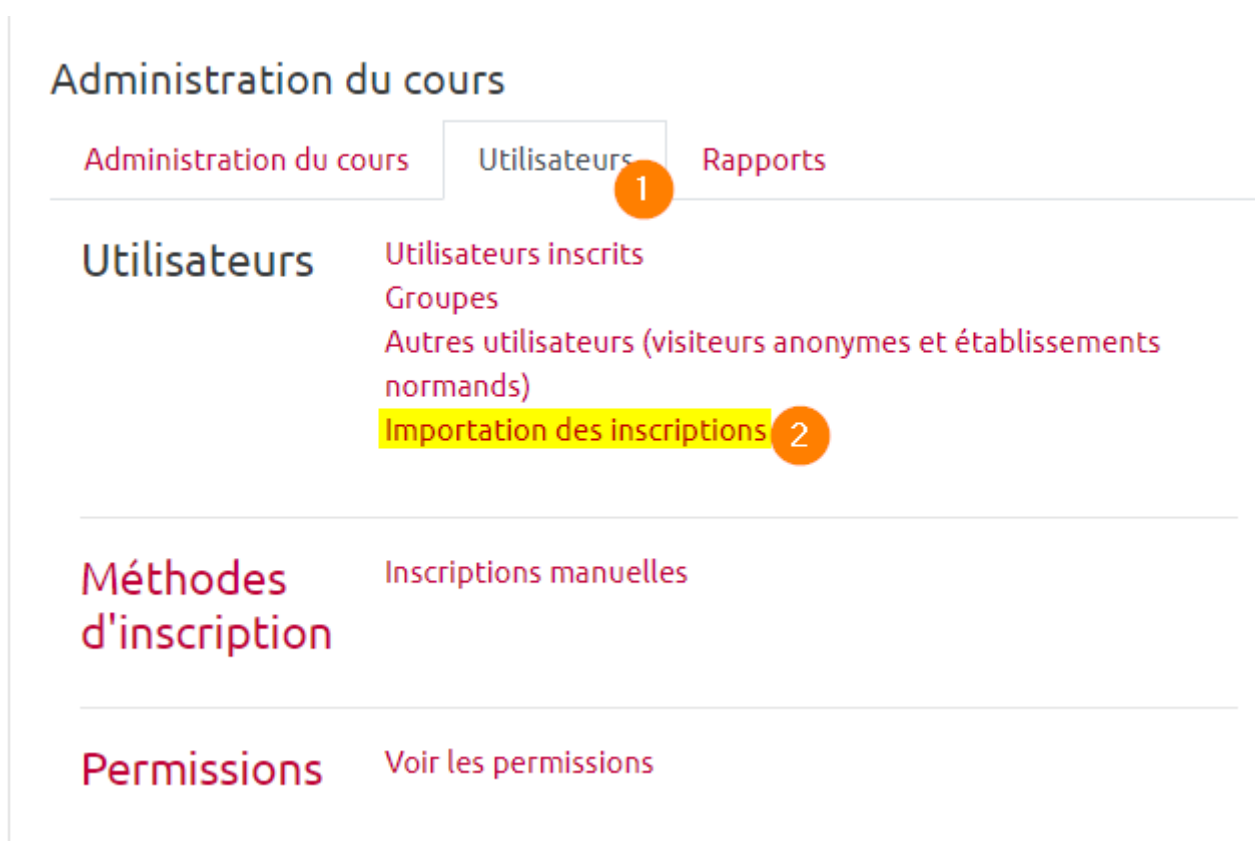 Administration du cours
Administration du cours Utilisateurs Rapports
1
Utilisateurs
Utilisateurs inscrits
Groupes
Autres utilisateurs (visiteurs anonymes et établissements
normands)
Importation des inscriptions 2
Méthodes
d'inscription
Inscriptions manuelles
Permissions
Voir les permissions